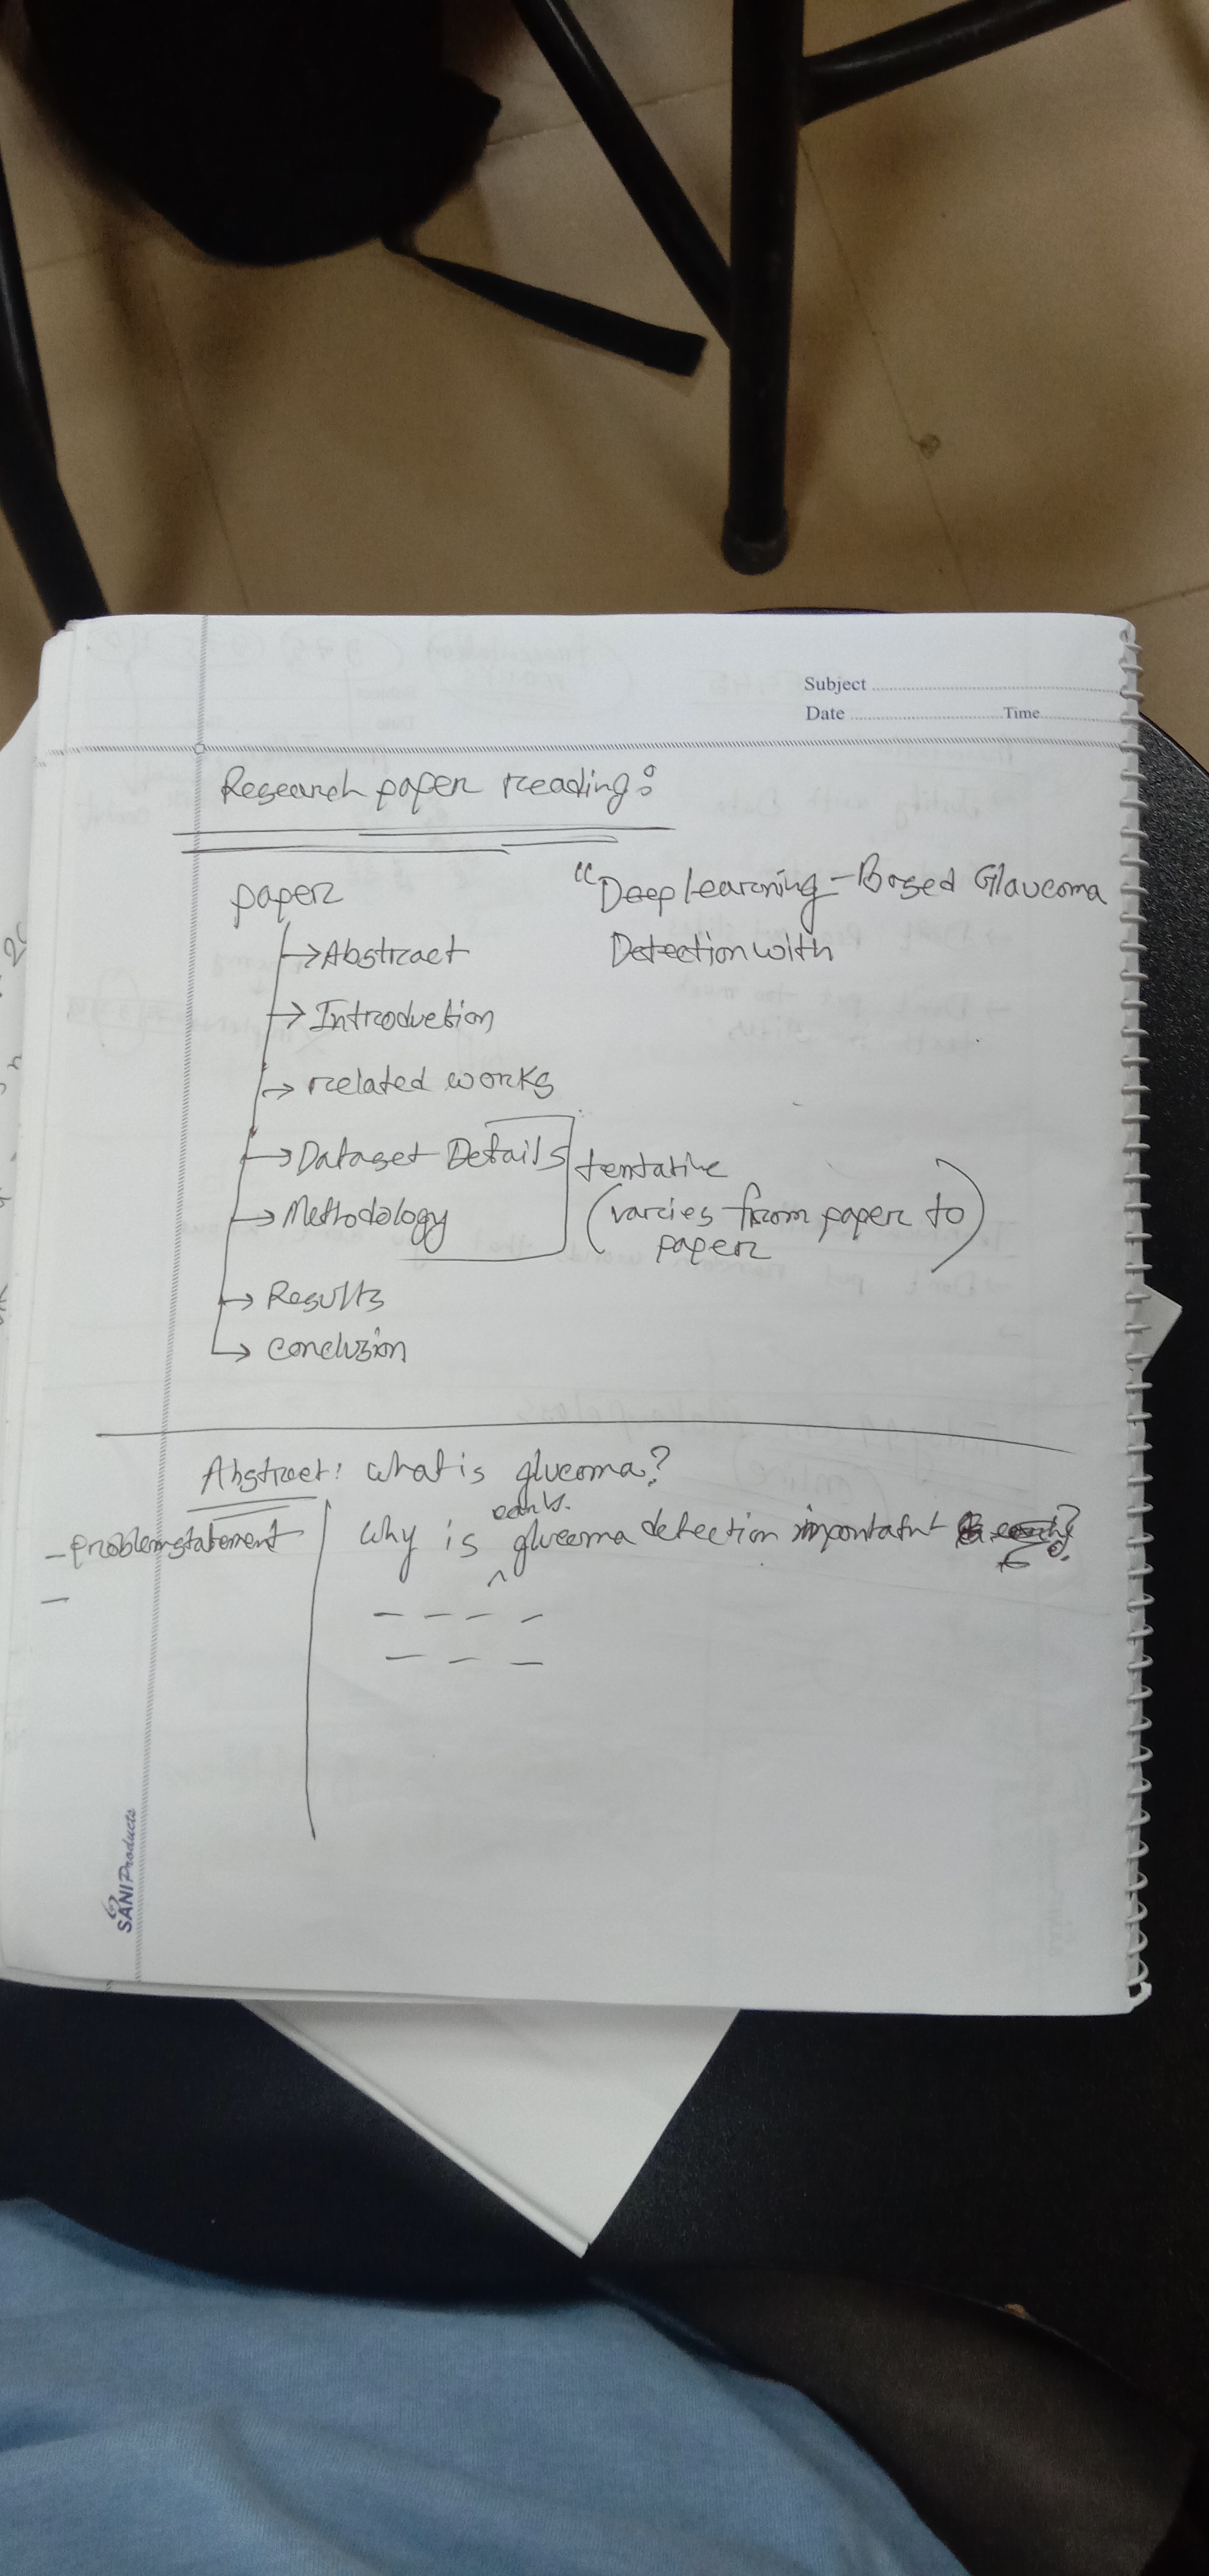 Subject
Date Time
Research paper reading:
paper
"Deep Learning-Based Glaucoma
Detection with
→ Abstract
→ Introduction
→ related works
→ Dataset Details
→ Methodology
tentative
(varies from paper to
paper)
→ Results
→ Conclusion
Abstract: what is glucoma?
- problem statement
why is early glucoma detection important ?
-
SANI Products